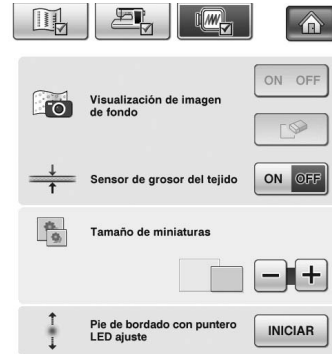 ON OFF
Visualización de imagen
de fondo
Sensor de grosor del tejido
ON OFF
Tamaño de miniaturas
Pie de bordado con puntero
LED ajuste
INICIAR